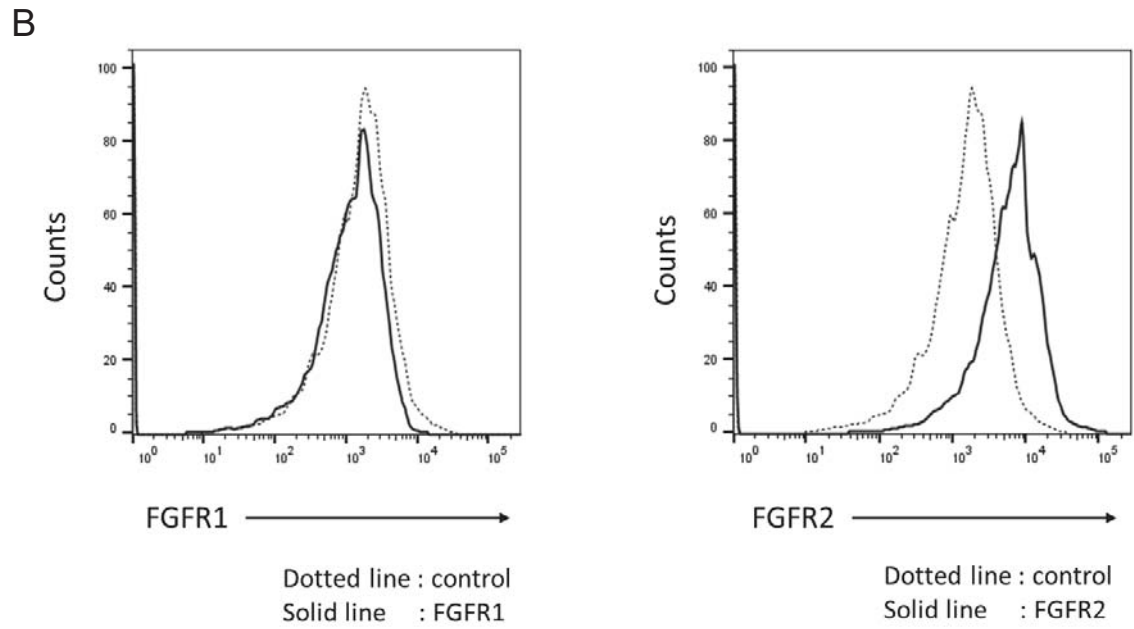 B
Counts
100
80
60
40
20
0
10^0 10^1 10^2 10^3 10^4 10^5
FGFR1
Dotted line : control
Solid line : FGFR1
Counts
100
80
60
40
20
0
10^0 10^1 10^2 10^3 10^4 10^5
FGFR2
Dotted line : control
Solid line : FGFR2